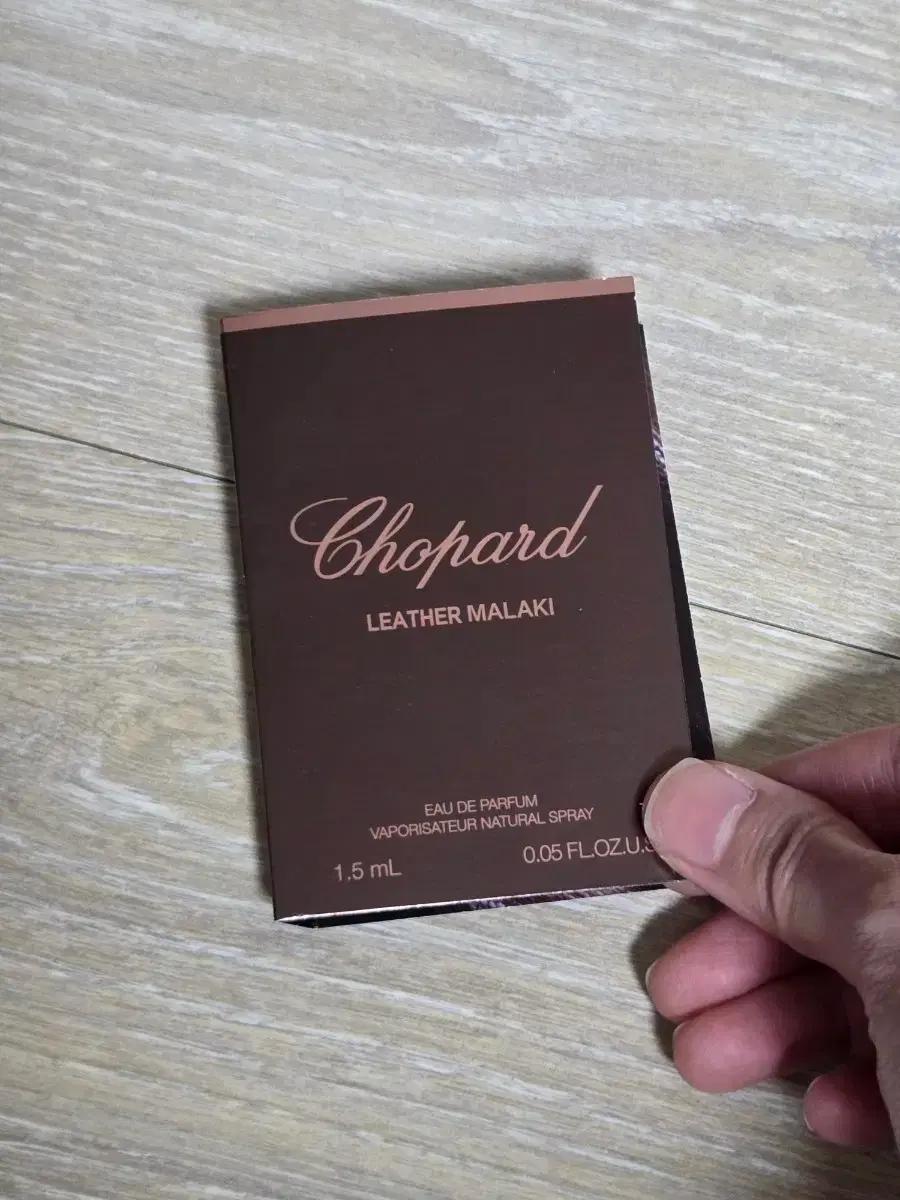 Chopard
LEATHER MALAKI
EAU DE PARFUM
VAPORISATEUR NATURAL SPRAY
1.5 mL 0.05 FL.OZ.U.S